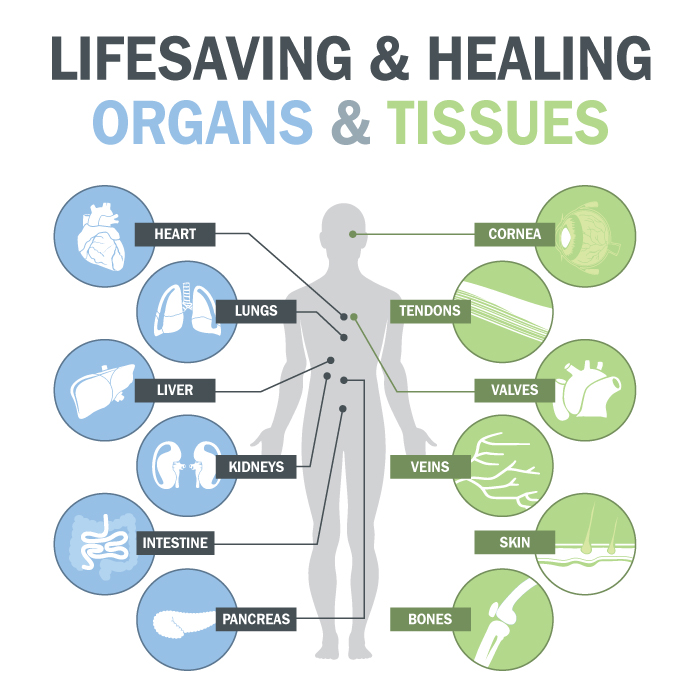 LIFESAVING & HEALING
ORGANS & TISSUES
HEART
CORNEA
LUNGS
TENDONS
LIVER
VALVES
KIDNEYS
VEINS
INTESTINE
SKIN
PANCREAS
BONES